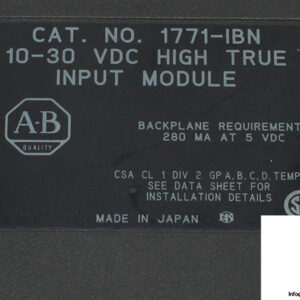 CAT. NO. 1771-IBN
10-30 VDC HIGH TRUE
INPUT MODULE
A-B
QUALITY
BACKPLANE REQUIREMENT
280 MA AT 5 VDC
CSA CL 1 DIV 2 GP A,B,C,D,TEMP
SEE DATA SHEET FOR
INSTALLATION DETAILS
MADE IN JAPAN